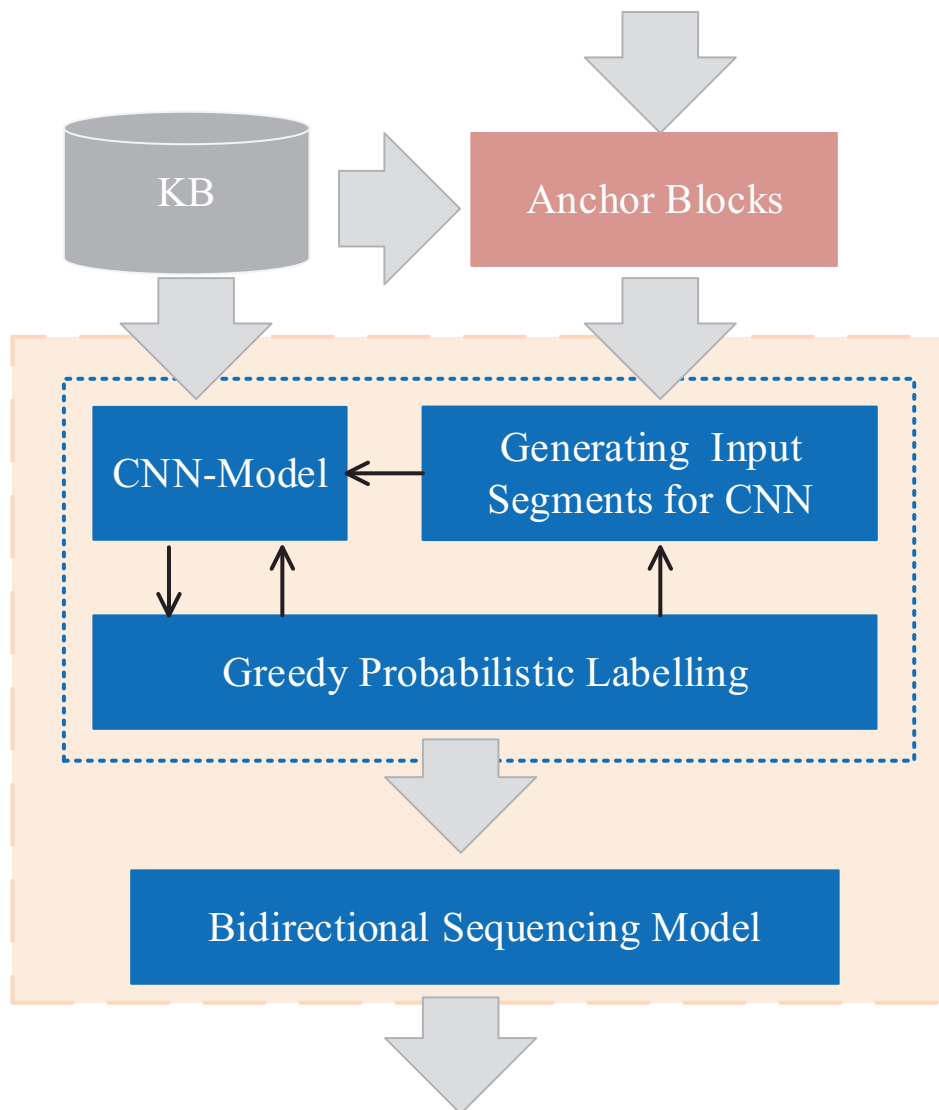 KB
Anchor Blocks
CNN-Model
Generating Input
Segments for CNN
Greedy Probabilistic Labelling
Bidirectional Sequencing Model